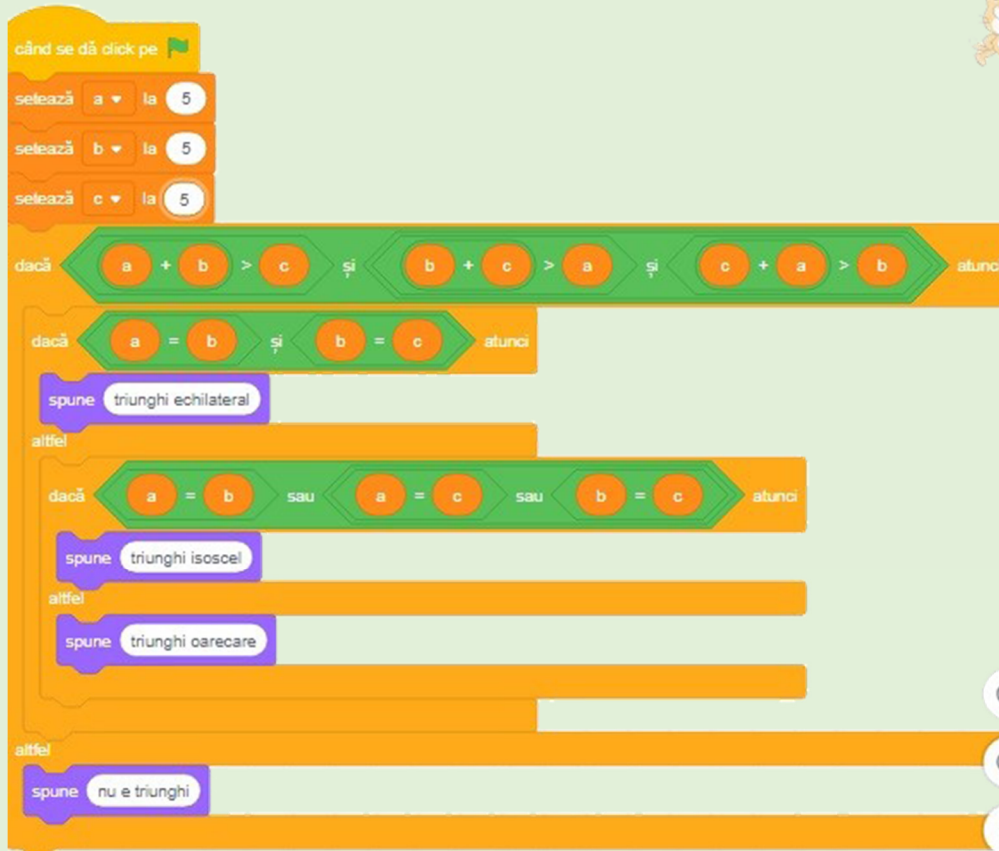 când se dă click pe
setează a la 5
setează b la 5
setează c la 5
dacă a + b > c și b + c > a și c + a > b atunc
dacă a = b și b = c atunci
spune triunghi echilateral
altfel
dacă a = b sau a = c sau b = c atunci
spune triunghi isoscel
altfel
spune triunghi oarecare
altfel
spune nu e triunghi